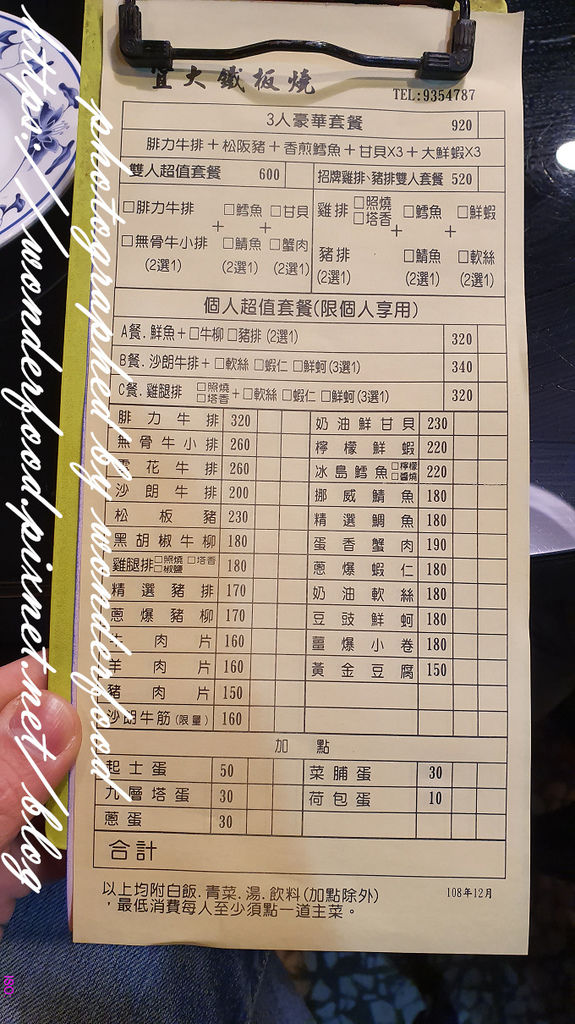 宜大鐵板燒
TEL:9354787
3人豪華套餐 920
腓力牛排+松阪豬+香煎鱈魚+甘貝X3+大鮮蝦X3
雙人超值套餐 600
□腓力牛排 □鱈魚 □甘貝
+ +
□無骨牛小排 □鯖魚 □蟹肉
(2選1) (2選1) (2選1)
招牌雞排、豬排雙人套餐 520
雞排 □照燒 □塔香 □鱈魚 □鮮蝦
+ +
豬排 □鯖魚 □軟絲
(2選1) (2選1)
個人超值套餐(限個人享用)
A餐. 鮮魚+□牛柳 □豬排 (2選1) 320
B餐. 沙朗牛排+□軟絲 □蝦仁 □鮮蚵(3選1) 340
C餐. 雞腿排 □照燒 □塔香 +□軟絲 □蝦仁 □鮮蚵(3選1) 320
腓力牛排 320 奶油鮮甘貝 230
無骨牛小排 260 檸檬鮮蝦 220
雪花牛排 260 冰島鱈魚 □檸檬 □醬燒 220
沙朗牛排 200 挪威鯖魚 180
松板豬 230 精選鯛魚 180
黑胡椒牛柳 180 蛋香蟹肉 190
雞腿排 □照燒 □塔香 □椒鹽 180 蔥爆蝦仁 180
精選豬排 170 奶油軟絲 180
蔥爆豬柳 170 豆豉鮮蚵 180
牛肉片 160 薑爆小卷 180
羊肉片 160 黃金豆腐 150
豬肉片 150
沙朗牛筋(限量) 160
加點
起士蛋 50 菜脯蛋 30
九層塔蛋 30 荷包蛋 10
蔥蛋 30
合計
以上均附白飯. 青菜. 湯. 飲料(加點除外)
，最低消費每人至少須點一道主菜。
108年12月
photographed by wonderfood
https://wonderfood.pixnet.net/blog